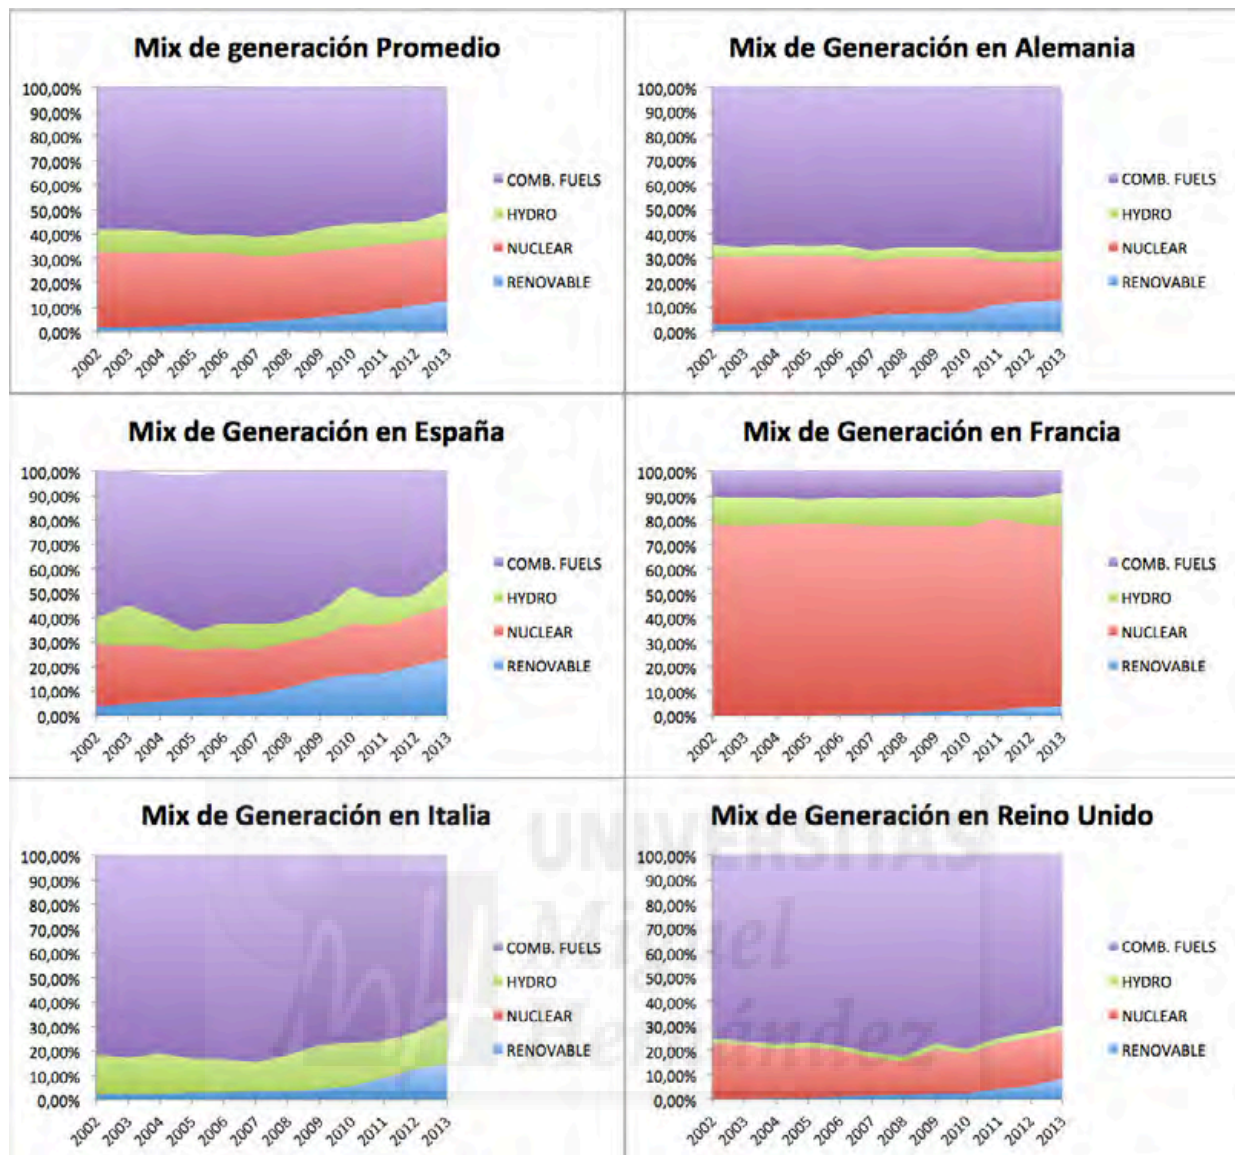 Mix de generación Promedio
100,00%
90,00%
80,00%
70,00%
60,00%
50,00%
40,00%
30,00%
20,00%
10,00%
0,00%
2002 2003 2004 2005 2006 2007 2008 2009 2010 2011 2012 2013
COMB. FUELS
HYDRO
NUCLEAR
RENOVABLE
Mix de Generación en Alemania
100,00%
90,00%
80,00%
70,00%
60,00%
50,00%
40,00%
30,00%
20,00%
10,00%
0,00%
2002 2003 2004 2005 2006 2007 2008 2009 2010 2011 2012 2013
COMB. FUELS
HYDRO
NUCLEAR
RENOVABLE
Mix de Generación en España
100,00%
90,00%
80,00%
70,00%
60,00%
50,00%
40,00%
30,00%
20,00%
10,00%
0,00%
2002 2003 2004 2005 2006 2007 2008 2009 2010 2011 2012 2013
COMB. FUELS
HYDRO
NUCLEAR
RENOVABLE
Mix de Generación en Francia
100,00%
90,00%
80,00%
70,00%
60,00%
50,00%
40,00%
30,00%
20,00%
10,00%
0,00%
2002 2003 2004 2005 2006 2007 2008 2009 2010 2011 2012 2013
COMB. FUELS
HYDRO
NUCLEAR
RENOVABLE
Mix de Generación en Italia
100,00%
90,00%
80,00%
70,00%
60,00%
50,00%
40,00%
30,00%
20,00%
10,00%
0,00%
2002 2003 2004 2005 2006 2007 2008 2009 2010 2011 2012 2013
COMB. FUELS
HYDRO
NUCLEAR
RENOVABLE
Mix de Generación en Reino Unido
100,00%
90,00%
80,00%
70,00%
60,00%
50,00%
40,00%
30,00%
20,00%
10,00%
0,00%
2002 2003 2004 2005 2006 2007 2008 2009 2010 2011 2012 2013
COMB. FUELS
HYDRO
NUCLEAR
RENOVABLE
UNIVERSITAS
Miguel
Hernández